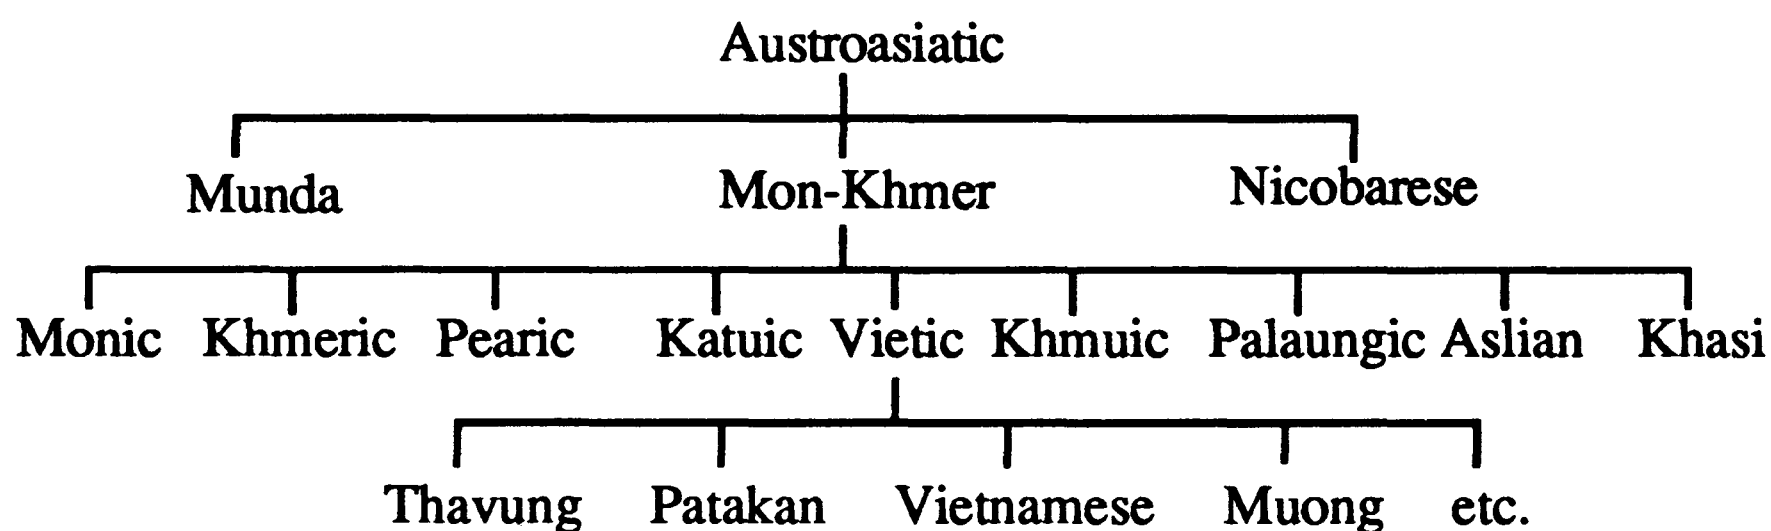 Austroasiatic
Munda Mon-Khmer Nicobarese
Monic Khmeric Pearic Katuic Vietic Khmuic Palaungic Aslian Khasi
Thavung Patakan Vietnamese Muong etc.